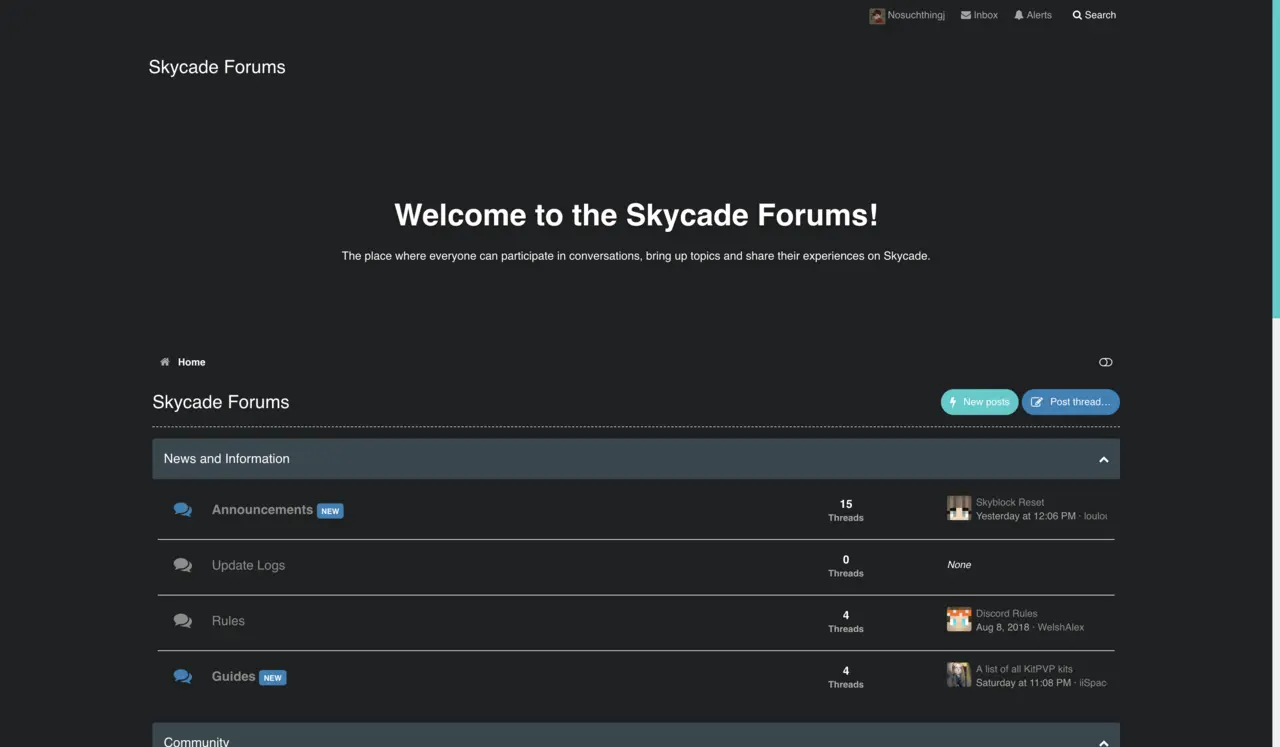 Nosuchthingj Inbox Alerts Search
Skycade Forums
Welcome to the Skycade Forums!
The place where everyone can participate in conversations, bring up topics and share their experiences on Skycade.
Home
Skycade Forums
New posts
Post thread...
News and Information
Announcements NEW
15
Threads
Skyblock Reset
Yesterday at 12:06 PM · loulou
Update Logs
0
Threads
None
Rules
4
Threads
Discord Rules
Aug 8, 2018 · WelshAlex
Guides NEW
4
Threads
A list of all KitPVP kits
Saturday at 11:08 PM · iiSpac
Community